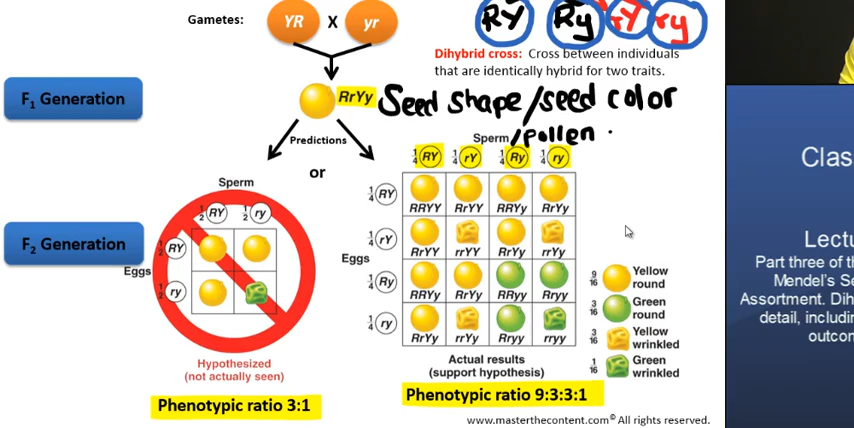 Gametes: YR X yr
RY Ry rY ry
Dihybrid cross: Cross between individuals
that are identically hybrid for two traits.
F1 Generation
RrYy Seed shape/seed color
/pollen
Predictions
or
Sperm
1/2 RY 1/2 ry
F2 Generation
Eggs
1/2 RY
1/2 ry
Hypothesized
(not actually seen)
Phenotypic ratio 3:1
Sperm
1/4 RY 1/4 rY 1/4 Ry 1/4 ry
Eggs
1/4 RY RRYY RrYY RRYy RrYy
1/4 rY RrYY rrYY RrYy rrYy
1/4 Ry RRYy RrYy RRyy Rryy
1/4 ry RrYy rrYy Rryy rryy
9/16 Yellow
round
3/16 Green
round
3/16 Yellow
wrinkled
1/16 Green
wrinkled
Actual results
(support hypothesis)
Phenotypic ratio 9:3:3:1
www.masterthecontent.com© All rights reserved.
Clas
Lectu
Part three of th
Mendel's Se
Assortment. Dih
detail, includin
outcom